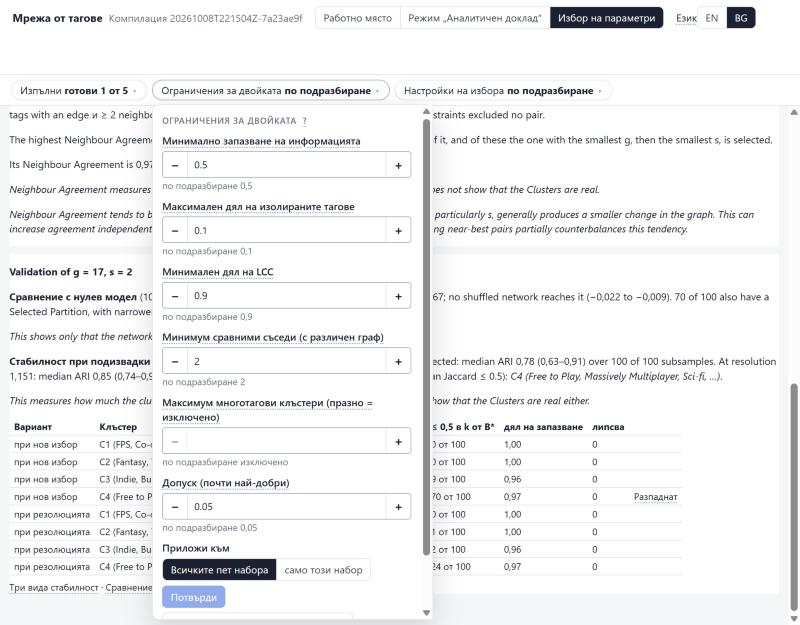 Мрежа от тагове Компилация 20261008T221504Z-7a23ae9f Работно място Режим „Аналитичен доклад“ Избор на параметри Език EN BG
Изпълни готови 1 от 5 Ограничения за двойката по подразбиране Настройки на избора по подразбиране
tags with an edge и ≥ 2 neighbo straints excluded no pair.
The highest Neighbour Agreeme f it, and of these the one with the smallest g, then the smallest s, is selected.
Its Neighbour Agreement is 0,97
Neighbour Agreement measures es not show that the Clusters are real.
Neighbour Agreement tends to b particularly s, generally produces a smaller change in the graph. This can
increase agreement independent ng near-best pairs partially counterbalances this tendency.
Validation of g = 17, s = 2
Сравнение с нулев модел (10 67; no shuffled network reaches it (−0,022 to −0,009). 70 of 100 also have a
Selected Partition, with narrowe
This shows only that the network
Стабилност при подизвадки ected: median ARI 0,78 (0,63–0,91) over 100 of 100 subsamples. At resolution
1,151: median ARI 0,85 (0,74–0,9 an Jaccard ≤ 0.5): C4 (Free to Play, Massively Multiplayer, Sci-fi, …).
This measures how much the clu how that the Clusters are real either.
Вариант Клъстер ≤ 0,5 в k от B* дял на запазване липсва
при нов избор C1 (FPS, Co-o 0 от 100 1,00 0
при нов избор C2 (Fantasy, T 0 от 100 1,00 0
при нов избор C3 (Indie, Bu 9 от 100 0,96 0
при нов избор C4 (Free to P 70 от 100 0,97 0 Разпаднат
при резолюцията C1 (FPS, Co-o 0 от 100 1,00 0
при резолюцията C2 (Fantasy, T 1 от 100 1,00 0
при резолюцията C3 (Indie, Bu 2 от 100 0,96 0
при резолюцията C4 (Free to P 24 от 100 0,97 0
Три вида стабилност · Сравнение
ОГРАНИЧЕНИЯ ЗА ДВОЙКАТА ?
Минимално запазване на информацията
− 0.5 +
по подразбиране 0,5
Максимален дял на изолираните тагове
− 0.1 +
по подразбиране 0,1
Минимален дял на LCC
− 0.9 +
по подразбиране 0,9
Минимум сравними съседи (с различен граф)
− 2 +
по подразбиране 2
Максимум многотагови клъстери (празно =
изключено)
− +
по подразбиране изключено
Допуск (почти най-добри)
− 0.05 +
по подразбиране 0,05
Приложи към
Всичките пет набора само този набор
Потвърди